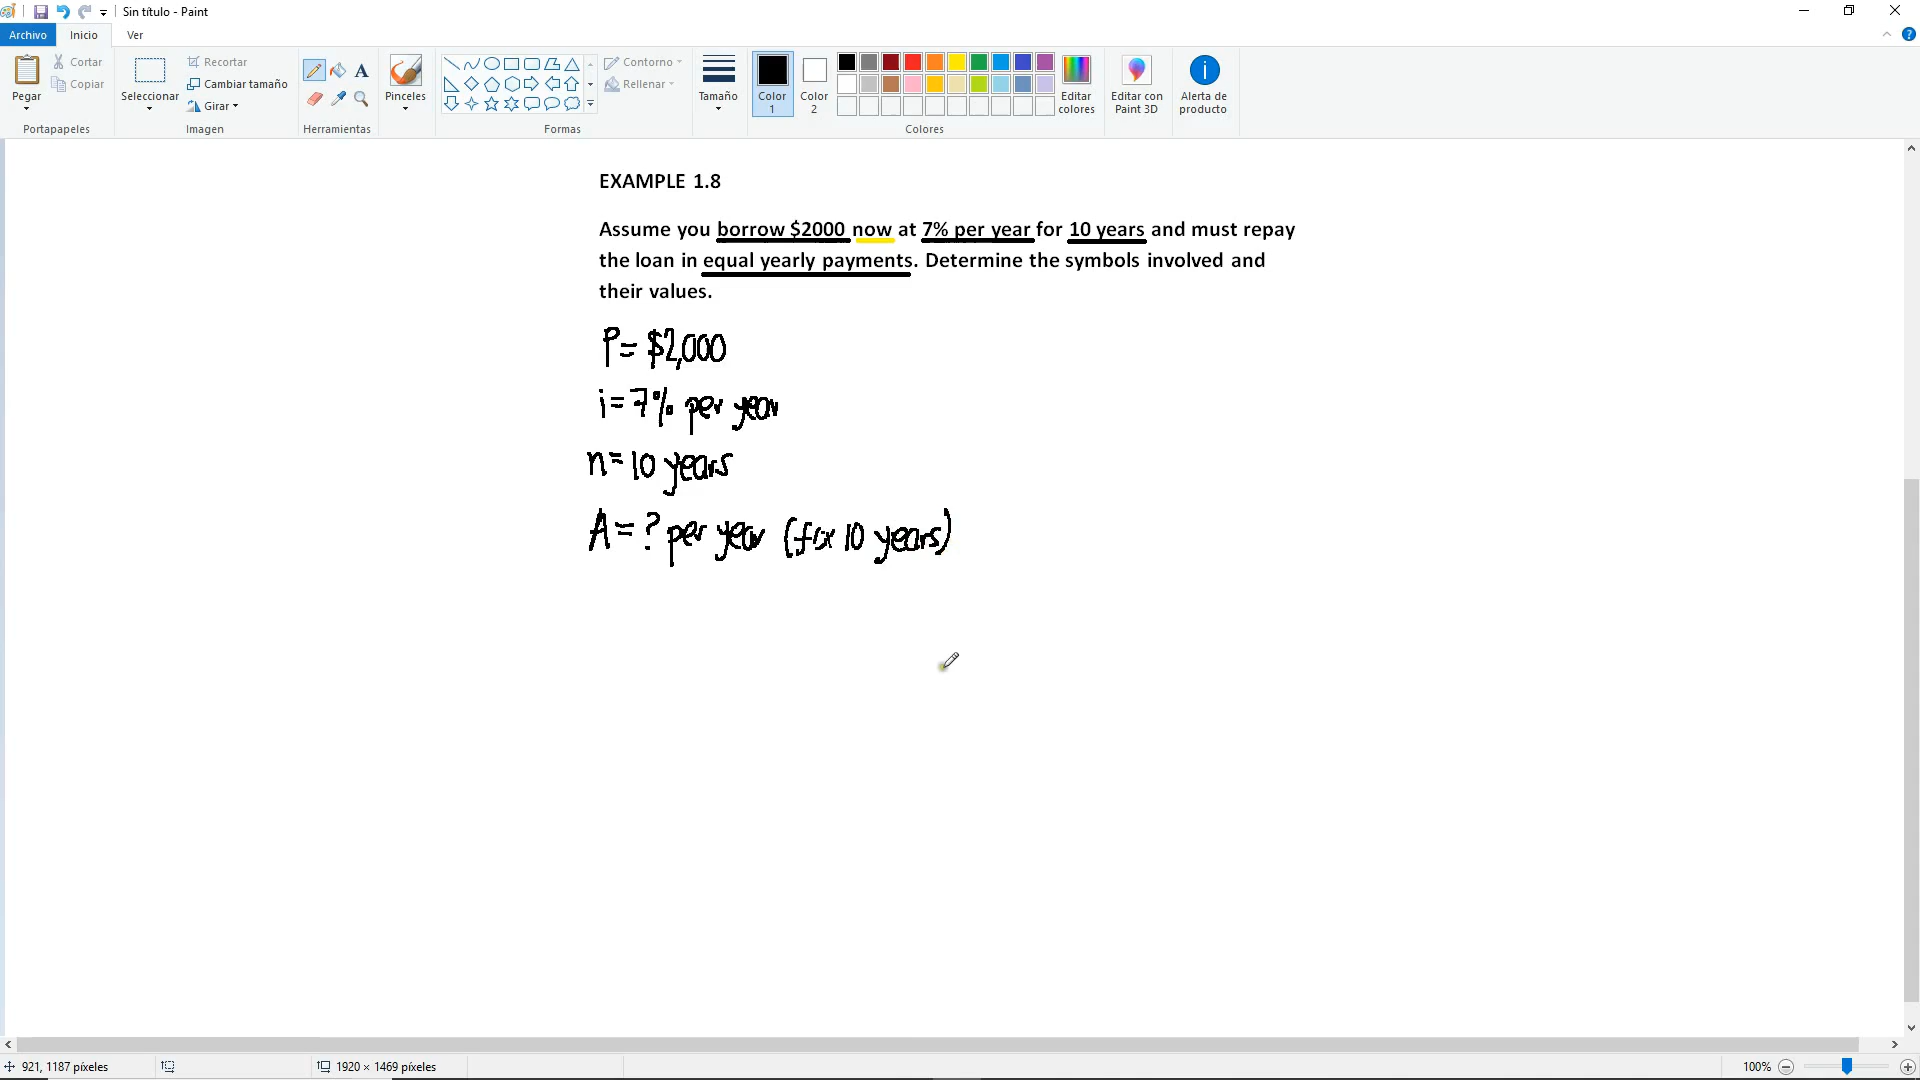 Sin título - Paint
Archivo
Inicio
Ver
Pegar
Cortar
Copiar
Portapapeles
Seleccionar
Recortar
Cambiar tamaño
Girar
Imagen
A
Herramientas
Pinceles
Contorno
Rellenar
Formas
Tamaño
Color 1
Color 2
Editar colores
Colores
Editar con Paint 3D
Alerta de producto
EXAMPLE 1.8
Assume you borrow $2000 now at 7% per year for 10 years and must repay
the loan in equal yearly payments. Determine the symbols involved and
their values.
P = $2,000
i = 7% per year
n = 10 years
A = ? per year (for 10 years)
921, 1187 píxeles
1920 × 1469 píxeles
100%